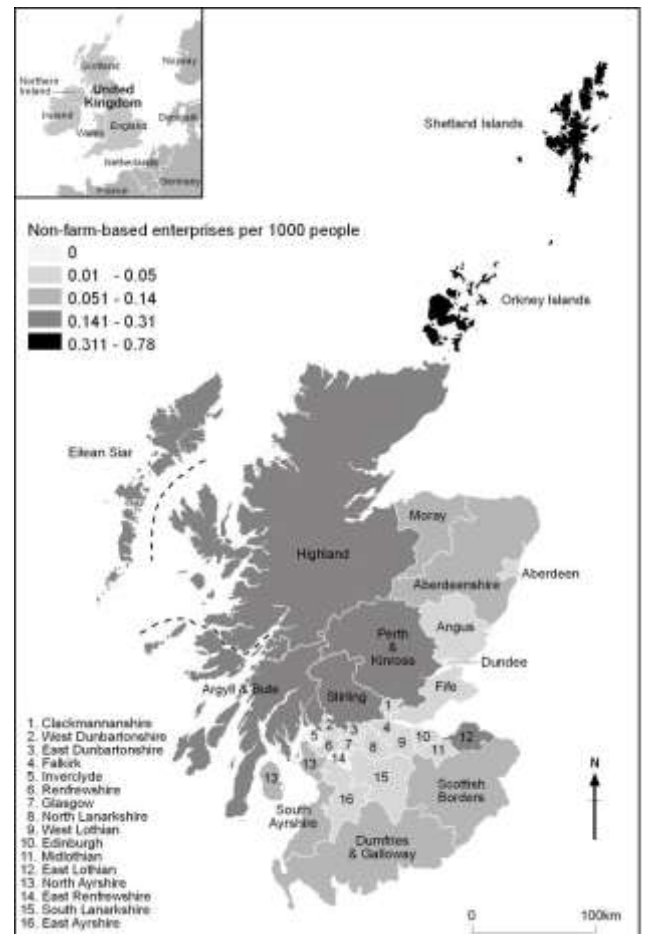 Scotland
Norway
Northern
Ireland
United
Kingdom
Ireland
Denmark
Wales
England
Netherlands
Germany
France
Shetland Islands
Non-farm-based enterprises per 1000 people
0
0.01 - 0.05
0.051 - 0.14
0.141 - 0.31
0.311 - 0.78
Orkney Islands
Eilean Siar
Moray
Highland
Aberdeen
Aberdeenshire
Angus
Perth
&
Kinross
Dundee
Argyll & Bute
Stirling
Fife
1
2
3
4
5
6
7
8
9
10
11
12
13
13
14
15
16
South
Ayrshire
Scottish
Borders
Dumfries
& Galloway
1. Clackmannanshire
2. West Dunbartonshire
3. East Dunbartonshire
4. Falkirk
5. Inverclyde
6. Renfrewshire
7. Glasgow
8. North Lanarkshire
9. West Lothian
10. Edinburgh
11. Midlothian
12. East Lothian
13. North Ayrshire
14. East Renfrewshire
15. South Lanarkshire
16. East Ayrshire
N
0 100km